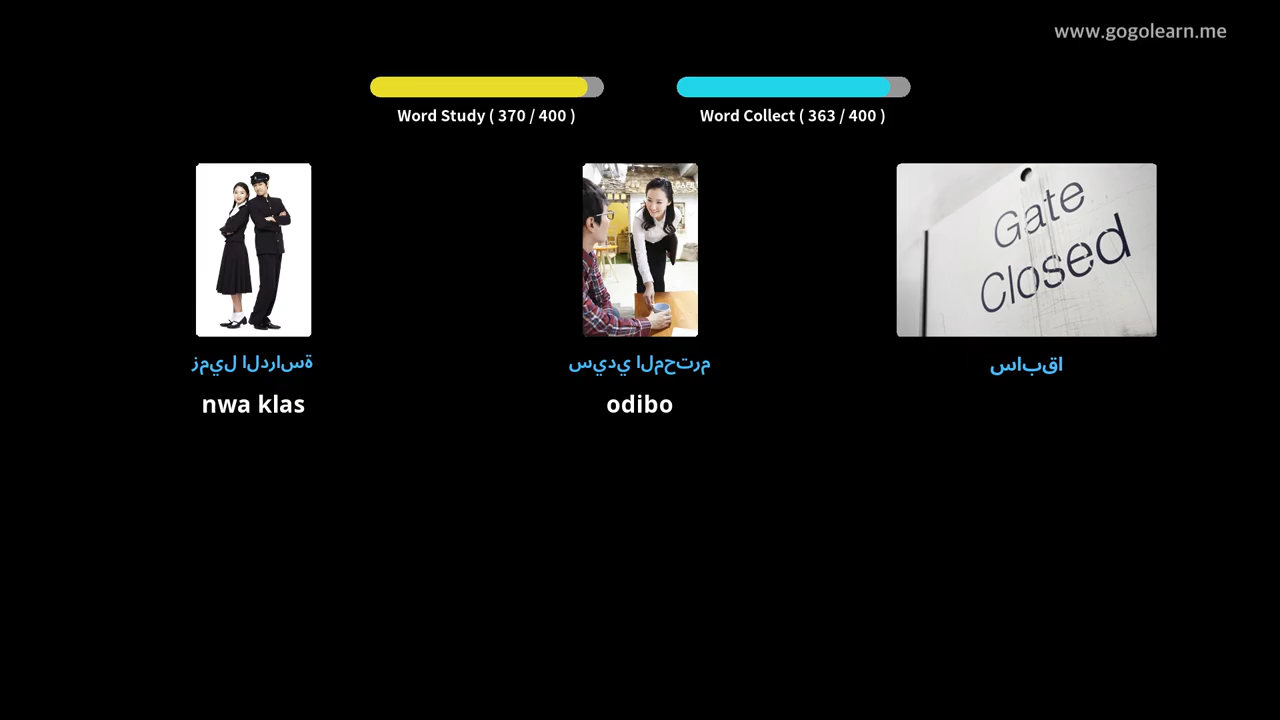 www.gogolearn.me
Word Study ( 370 / 400 )
Word Collect ( 363 / 400 )
Gate
Closed
زميل الدراسة
سيدي المحترم
سابقا
nwa klas
odibo